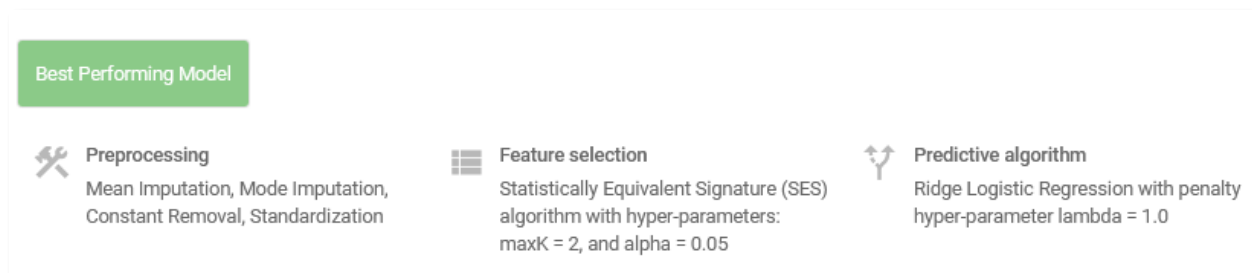 Best Performing Model
Preprocessing
Mean Imputation, Mode Imputation,
Constant Removal, Standardization
Feature selection
Statistically Equivalent Signature (SES)
algorithm with hyper-parameters:
maxK = 2, and alpha = 0.05
Predictive algorithm
Ridge Logistic Regression with penalty
hyper-parameter lambda = 1.0